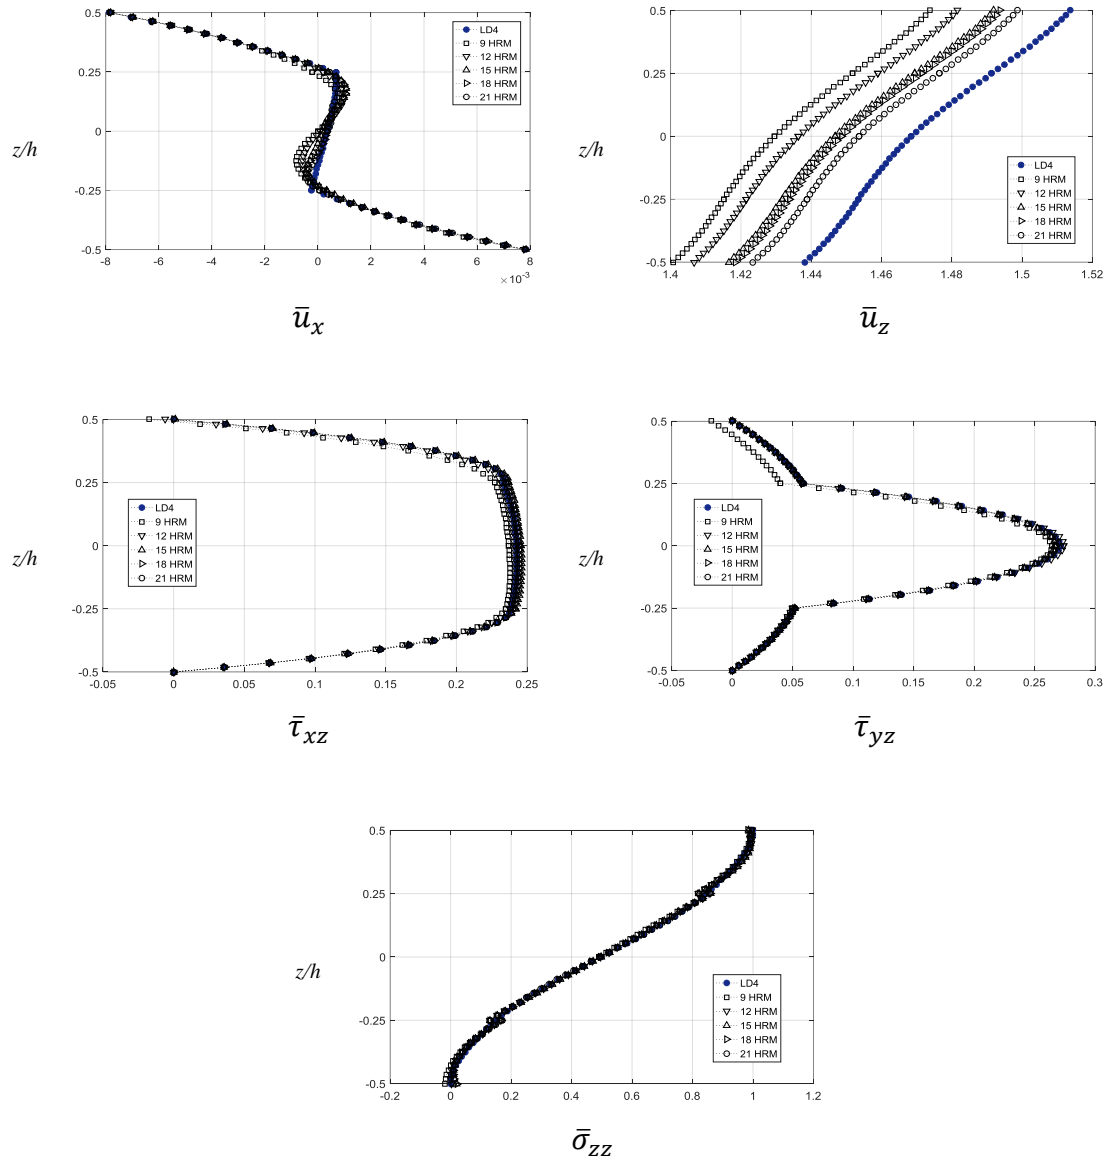 0.5
0.25
0
-0.25
-0.5
z/h
-8
-6
-4
-2
0
2
4
6
8
×10⁻³
LD4
9 HRM
12 HRM
15 HRM
18 HRM
21 HRM
ūₓ
0.5
0.25
0
-0.25
-0.5
z/h
1.4
1.42
1.44
1.46
1.48
1.5
1.52
LD4
9 HRM
12 HRM
15 HRM
18 HRM
21 HRM
ū_z
0.5
0.25
0
-0.25
-0.5
z/h
-0.05
0
0.05
0.1
0.15
0.2
0.25
LD4
9 HRM
12 HRM
15 HRM
18 HRM
21 HRM
τ̄_xz
0.5
0.25
0
-0.25
-0.5
z/h
-0.05
0
0.05
0.1
0.15
0.2
0.25
0.3
LD4
9 HRM
12 HRM
15 HRM
18 HRM
21 HRM
τ̄_yz
0.5
0.25
0
-0.25
-0.5
z/h
-0.2
0
0.2
0.4
0.6
0.8
1
1.2
LD4
9 HRM
12 HRM
15 HRM
18 HRM
21 HRM
σ̄_zz